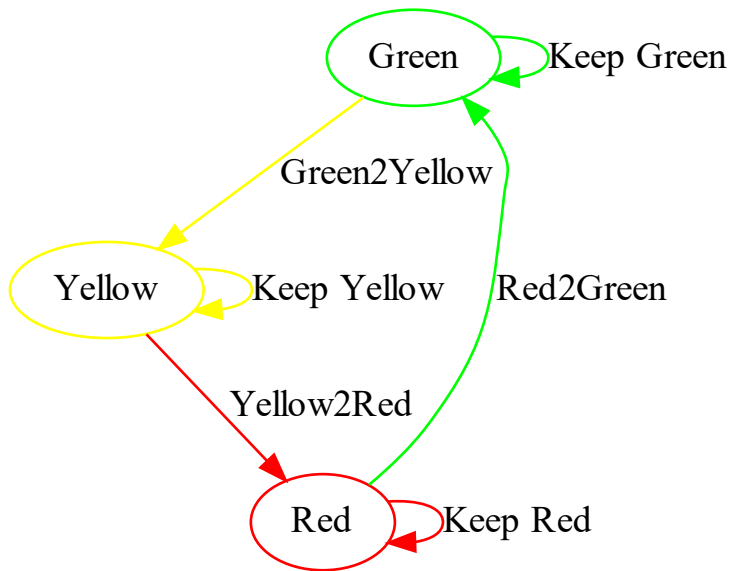 Green
Keep Green
Green2Yellow
Yellow
Keep Yellow
Red2Green
Yellow2Red
Red
Keep Red